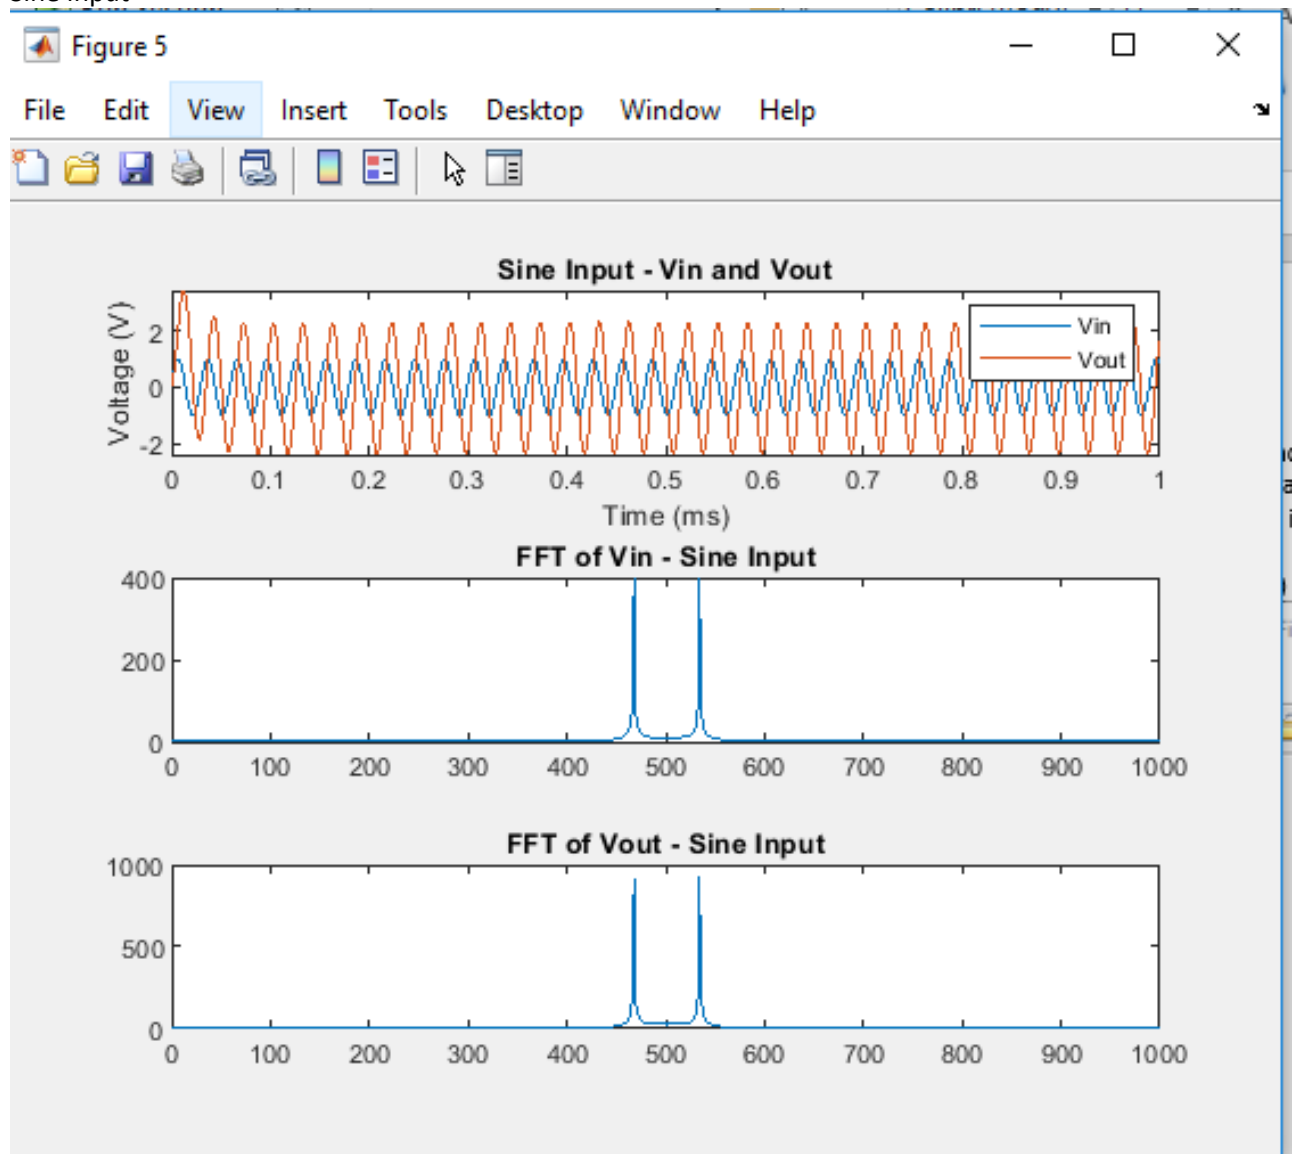 Sine Input
Figure 5
File Edit View Insert Tools Desktop Window Help
Sine Input - Vin and Vout
Voltage (V)
2
0
-2
Vin
Vout
0 0.1 0.2 0.3 0.4 0.5 0.6 0.7 0.8 0.9 1
Time (ms)
FFT of Vin - Sine Input
400
200
0
0 100 200 300 400 500 600 700 800 900 1000
FFT of Vout - Sine Input
1000
500
0
0 100 200 300 400 500 600 700 800 900 1000